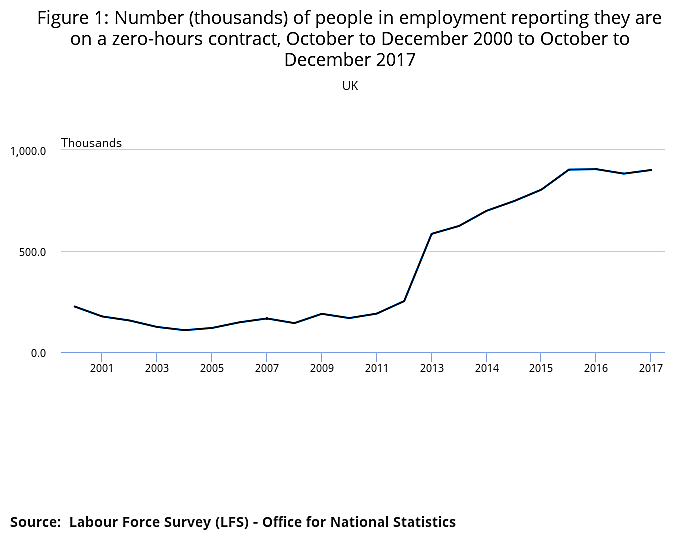 Figure 1: Number (thousands) of people in employment reporting they are
on a zero-hours contract, October to December 2000 to October to
December 2017
UK
Thousands
1,000.0
500.0
0.0
2001 2003 2005 2007 2009 2011 2013 2014 2015 2016 2017
Source: Labour Force Survey (LFS) - Office for National Statistics